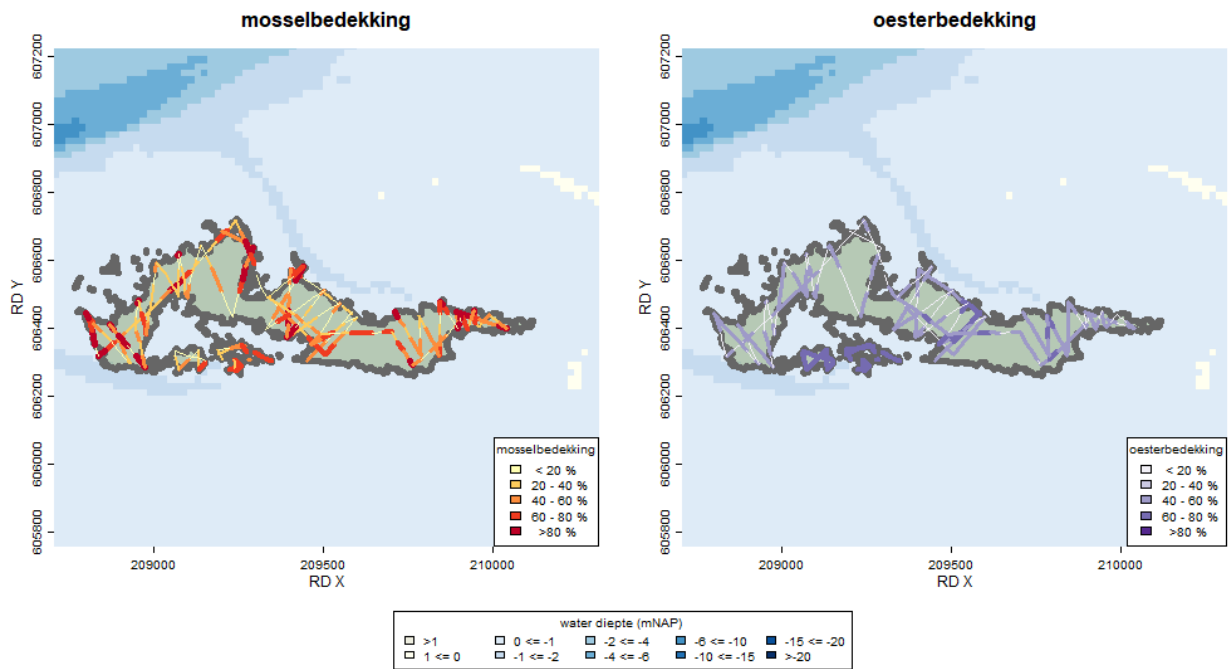 mosselbedekking
oesterbedekking
RD Y
607200
607000
606800
606600
606400
606200
606000
605800
209000
209500
210000
RD X
mosselbedekking
< 20 %
20 - 40 %
40 - 60 %
60 - 80 %
>80 %
RD Y
607200
607000
606800
606600
606400
606200
606000
605800
209000
209500
210000
RD X
oesterbedekking
< 20 %
20 - 40 %
40 - 60 %
60 - 80 %
>80 %
water diepte (mNAP)
>1 0 <= -1 -2 <= -4 -6 <= -10 -15 <= -20
1 <= 0 -1 <= -2 -4 <= -6 -10 <= -15 >-20